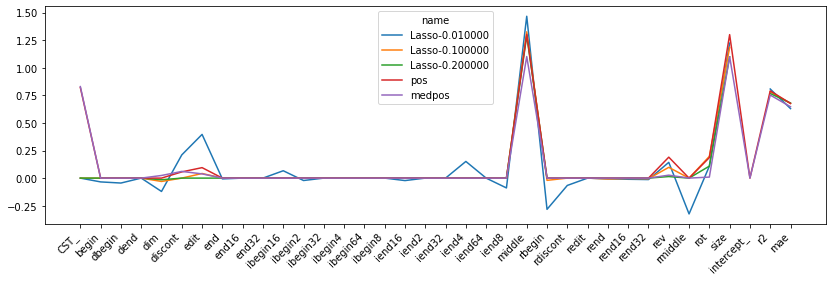 1.50
1.25
1.00
0.75
0.50
0.25
0.00
−0.25
name
Lasso-0.010000
Lasso-0.100000
Lasso-0.200000
pos
medpos
CST_
begin
dbegin
dend
dim
discont
edit
end
end16
end32
ibegin16
ibegin2
ibegin32
ibegin4
ibegin64
ibegin8
iend16
iend2
iend32
iend4
iend64
iend8
middle
rbegin
rdiscont
redit
rend
rend16
rend32
rev
rmiddle
rot
size
intercept_
r2
mae